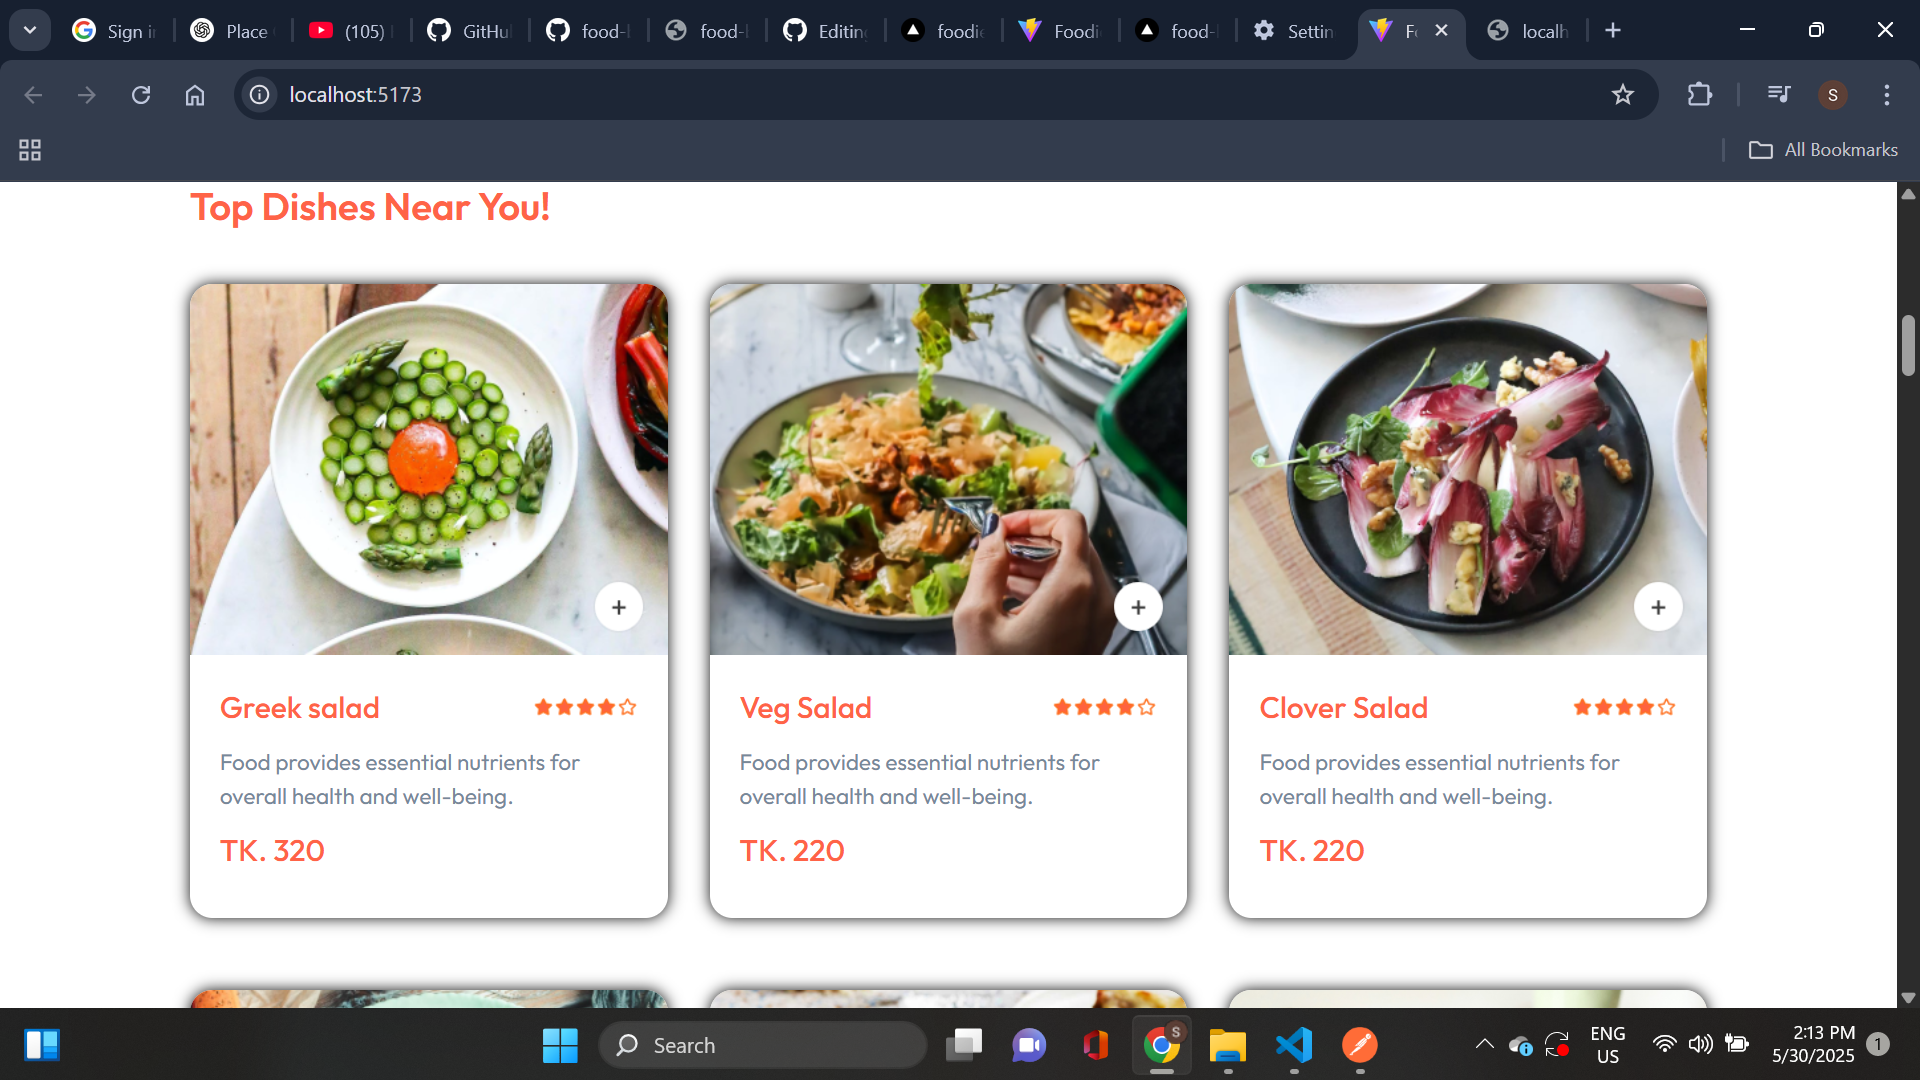 Sign i
Place
(105)
GitHu
food-
food-
Editin
foodie
Foodi
food-
Settin
localh
localhost:5173
S
All Bookmarks
Top Dishes Near You!
+
+
+
Greek salad
Veg Salad
Clover Salad
Food provides essential nutrients for
overall health and well-being.
Food provides essential nutrients for
overall health and well-being.
Food provides essential nutrients for
overall health and well-being.
TK. 320
TK. 220
TK. 220
Search
S
ENG
US
2:13 PM
5/30/2025
1